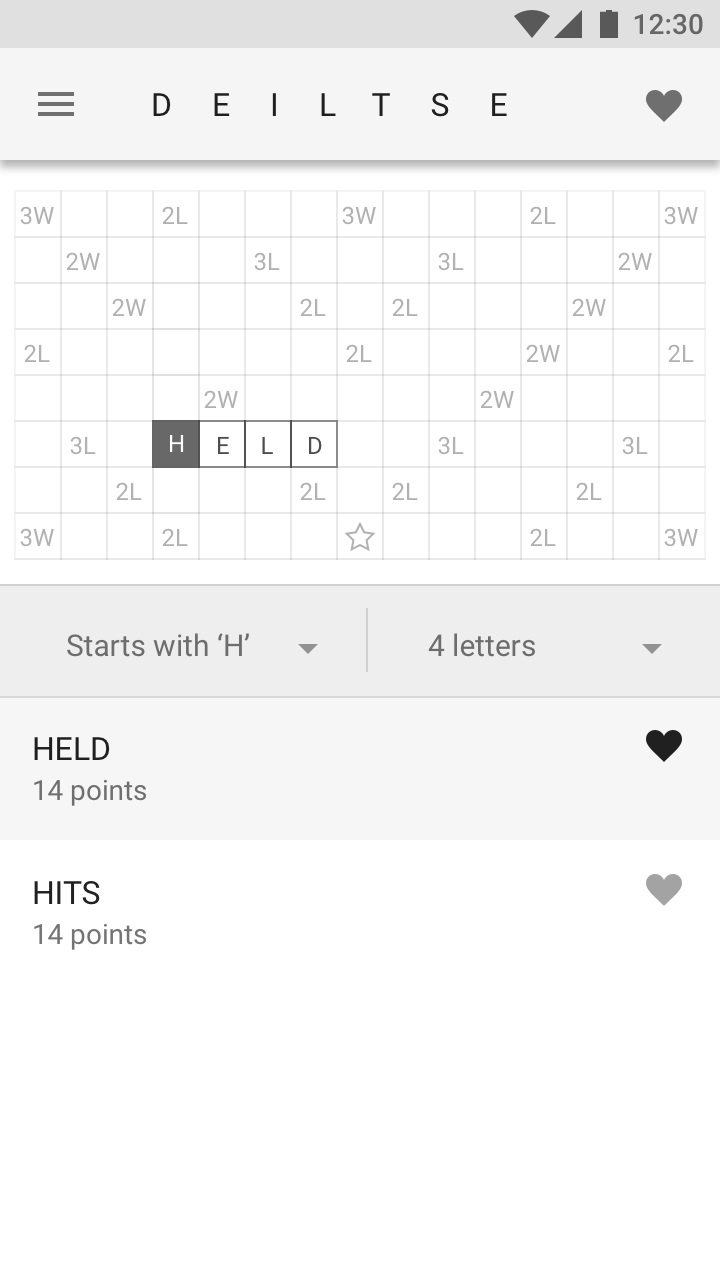 12:30
D E I L T S E
3W 2L 3W 2L 3W
2W 3L 3L 2W
2W 2L 2L 2W
2L 2L 2W 2L
2W 2W
3L H E L D 3L 3L
2L 2L 2L 2L
3W 2L 2L 3W
Starts with ‘H’ 4 letters
HELD
14 points
HITS
14 points